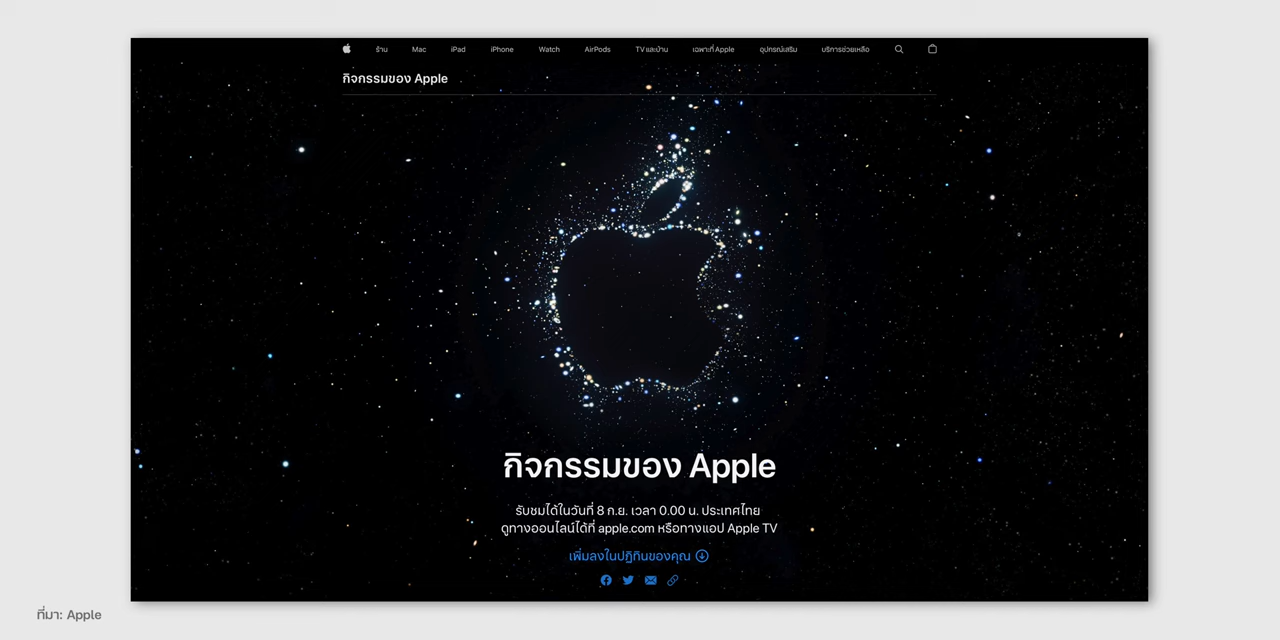 ร้าน Mac iPad iPhone Watch AirPods TV และบ้าน เฉพาะที่ Apple อุปกรณ์เสริม บริการช่วยเหลือ
กิจกรรมของ Apple
กิจกรรมของ Apple
รับชมได้ในวันที่ 8 ก.ย. เวลา 0.00 น. ประเทศไทย
ดูทางออนไลน์ได้ที่ apple.com หรือทางแอป Apple TV
เพิ่มลงในปฏิทินของคุณ
ที่มา: Apple